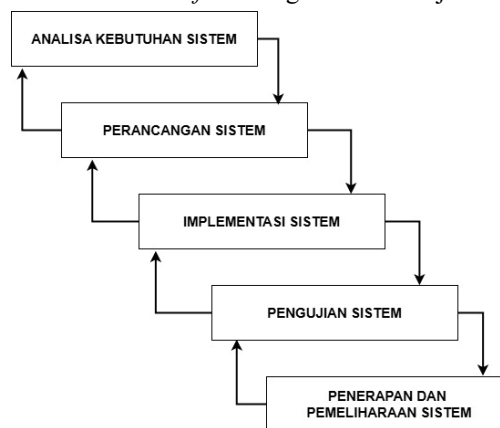 ANALISA KEBUTUHAN SISTEM
PERANCANGAN SISTEM
IMPLEMENTASI SISTEM
PENGUJIAN SISTEM
PENERAPAN DAN
PEMELIHARAAN SISTEM